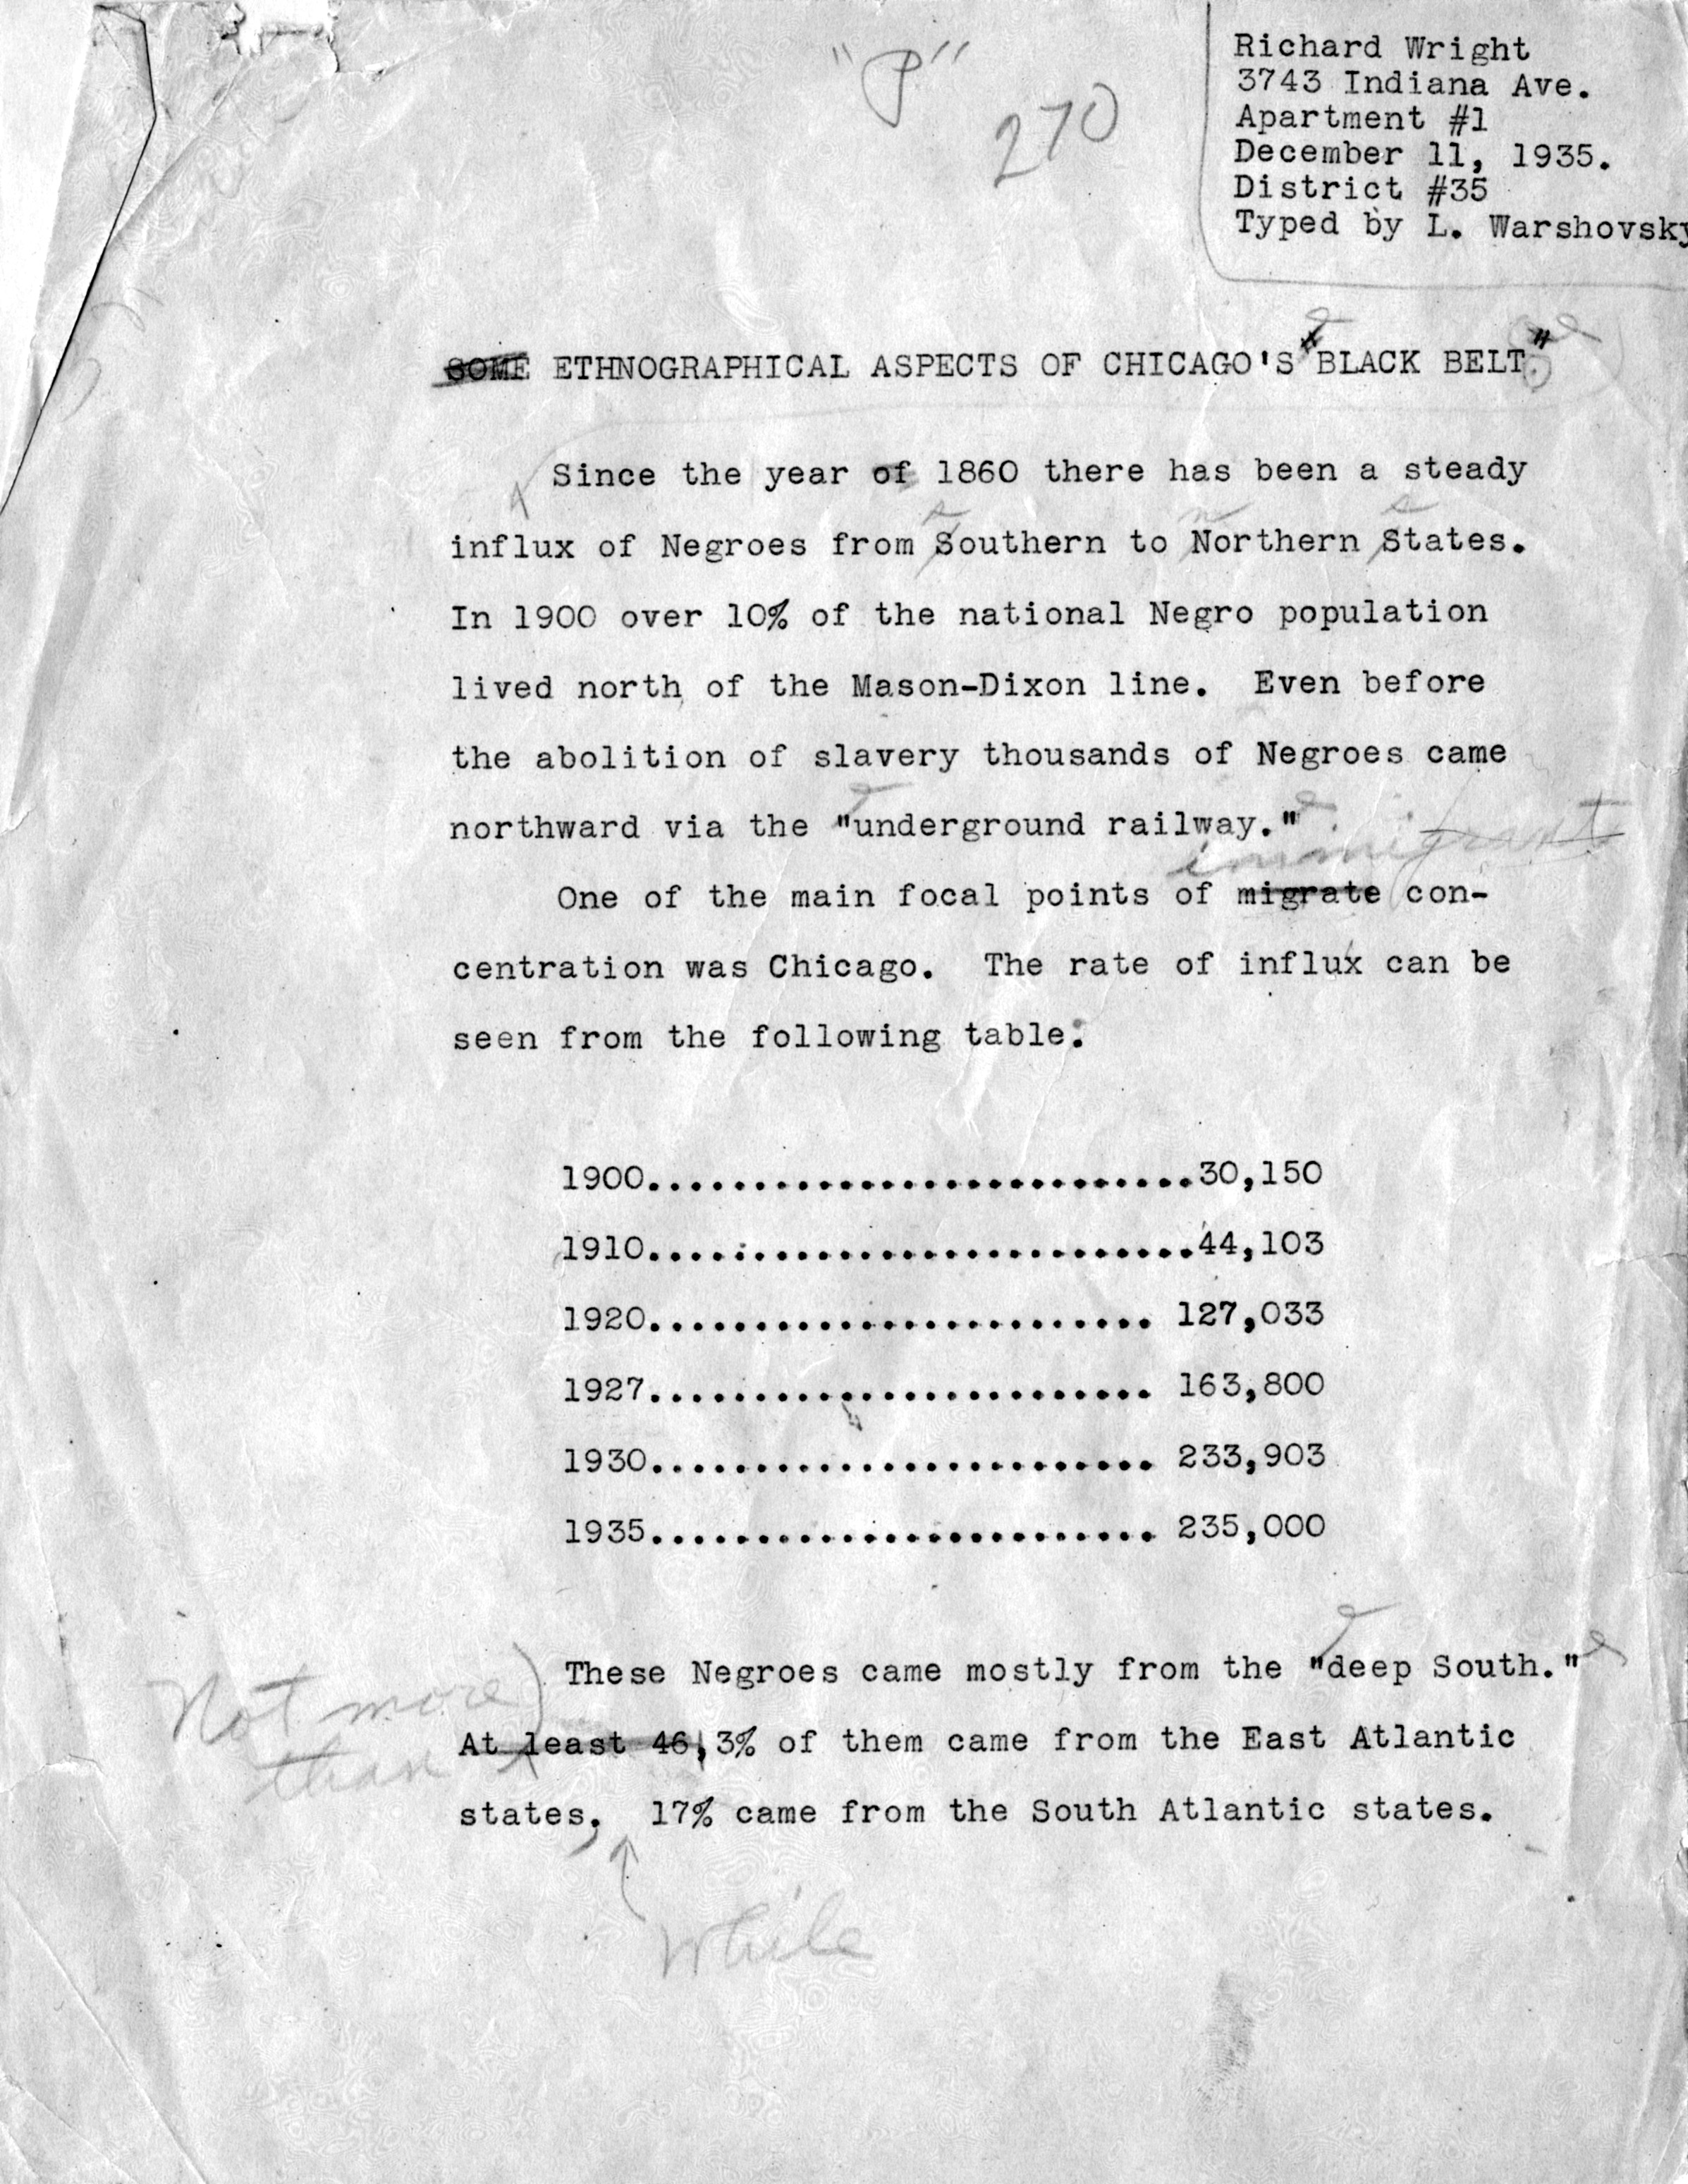 "P"
270
Richard Wright
3743 Indiana Ave.
Apartment #1
December 11, 1935.
District #35
Typed by L. Warshovsky
SOME ETHNOGRAPHICAL ASPECTS OF CHICAGO'S "BLACK BELT."
Since the year of 1860 there has been a steady
s n s
influx of Negroes from Southern to Northern States.
In 1900 over 10% of the national Negro population
lived north of the Mason-Dixon line. Even before
the abolition of slavery thousands of Negroes came
northward via the "underground railway."
immigrant
One of the main focal points of migrate con-
centration was Chicago. The rate of influx can be
seen from the following table:
1900..........................30,150
1910..........................44,103
1920........................ 127,033
1927........................ 163,800
1930........................ 233,903
1935........................ 235,000
These Negroes came mostly from the "deep South."
Not more
than
At least 46,3% of them came from the East Atlantic
states, 17% came from the South Atlantic states.
while